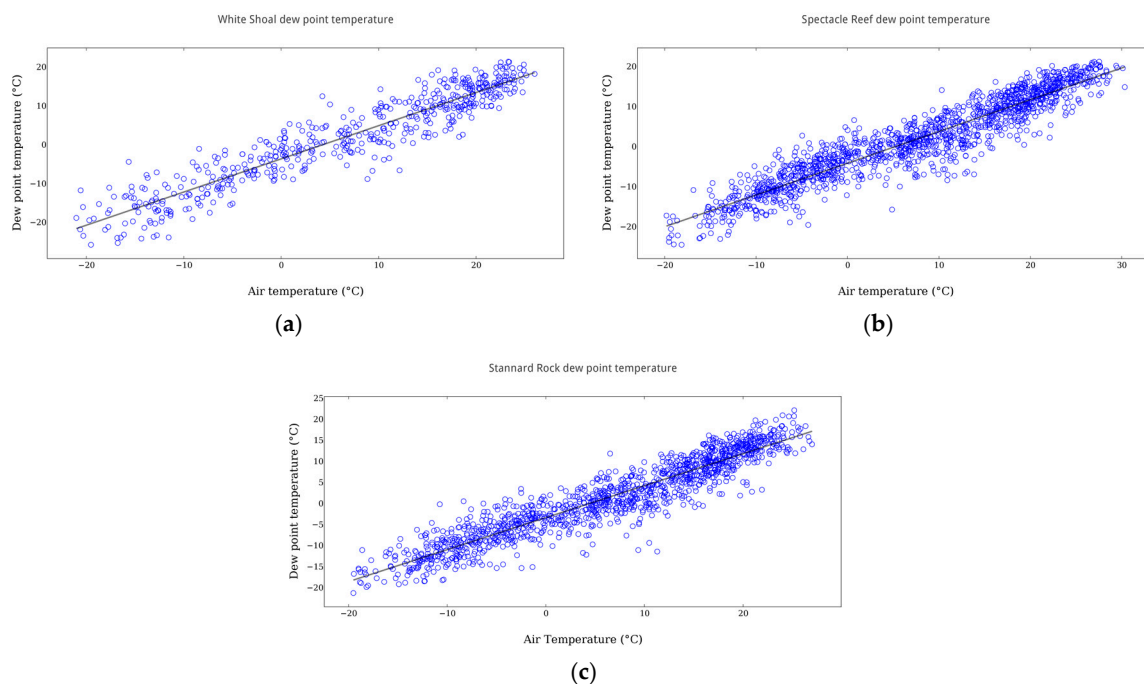 White Shoal dew point temperature
20
10
0
−10
−20
Dew point temperature (°C)
−20 −10 0 10 20
Air temperature (°C)
(a)
Spectacle Reef dew point temperature
20
10
0
−10
−20
Dew point temperature (°C)
−20 −10 0 10 20 30
Air temperature (°C)
(b)
Stannard Rock dew point temperature
25
20
15
10
5
0
−5
−10
−15
−20
Dew point temperature (°C)
−20 −10 0 10 20
Air Temperature (°C)
(c)